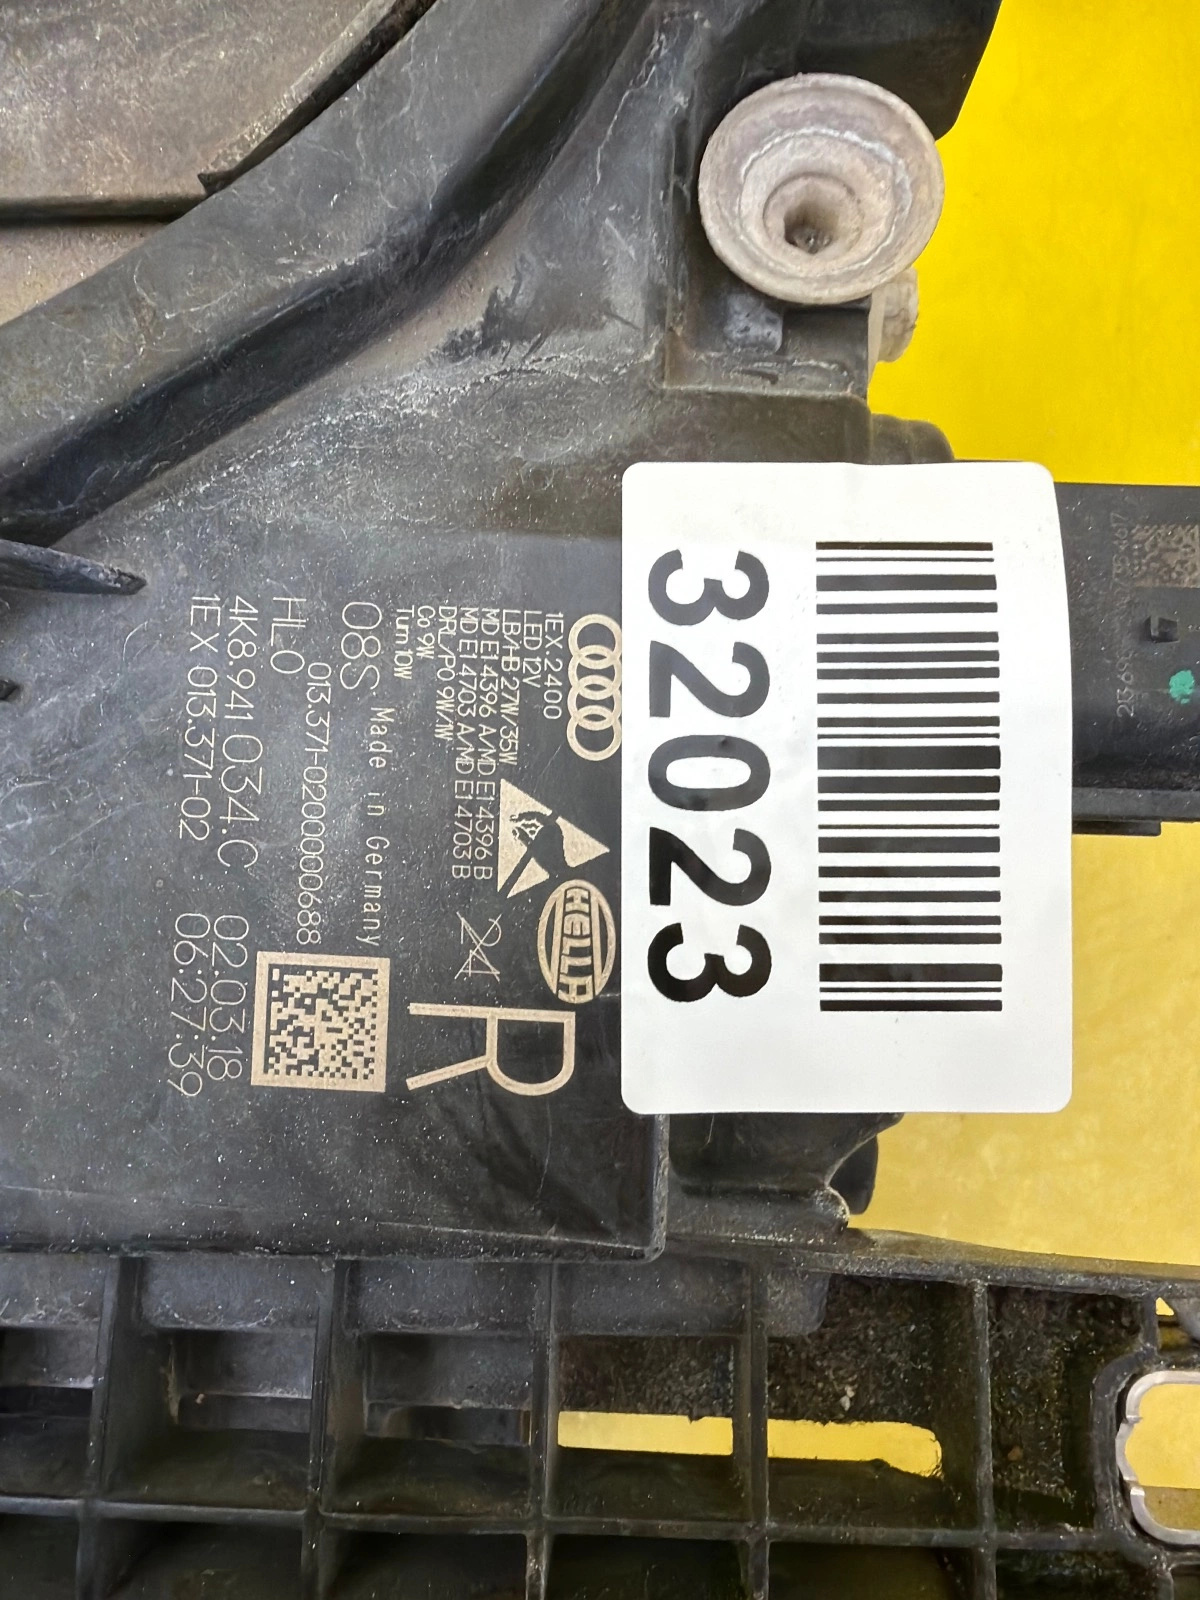 32023
HELLA
R
1EX 2400
LED 12V
LB/HB 27W/35W
MD E1 4396 A/MD E1 4396 B
MD E1 4703 A/MD E1 4703 B
DRL/PO 9W/1W
Co 9W
Turn 10W
24
08S Made in Germany
013.371-020000688
HL0
4K8.941 034.C 02.03.18
1EX 013.371-02 06:27:39